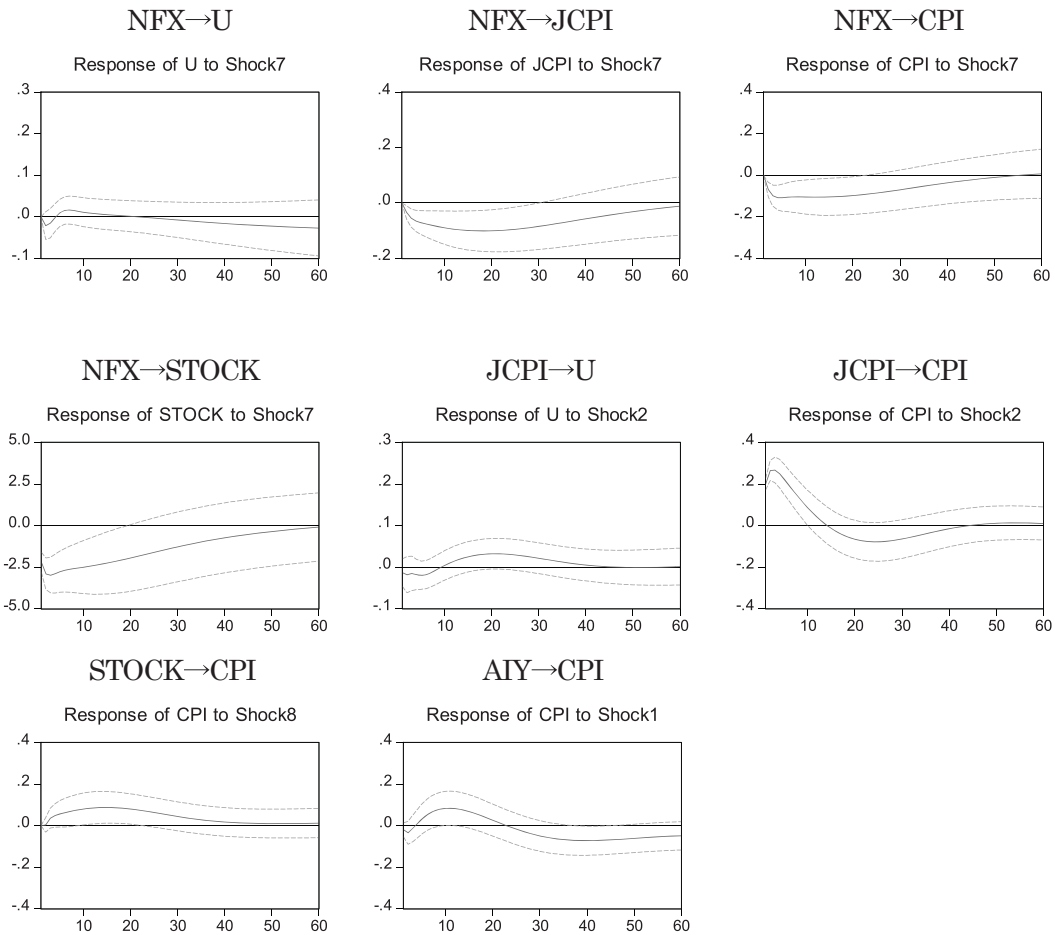 NFX→U
Response of U to Shock7
.3
.2
.1
.0
-.1
10 20 30 40 50 60
NFX→JCPI
Response of JCPI to Shock7
.4
.2
.0
-.2
10 20 30 40 50 60
NFX→CPI
Response of CPI to Shock7
.4
.2
.0
-.2
-.4
10 20 30 40 50 60
NFX→STOCK
Response of STOCK to Shock7
5.0
2.5
0.0
-2.5
-5.0
10 20 30 40 50 60
JCPI→U
Response of U to Shock2
.3
.2
.1
.0
-.1
10 20 30 40 50 60
JCPI→CPI
Response of CPI to Shock2
.4
.2
.0
-.2
-.4
10 20 30 40 50 60
STOCK→CPI
Response of CPI to Shock8
.4
.2
.0
-.2
-.4
10 20 30 40 50 60
AIY→CPI
Response of CPI to Shock1
.4
.2
.0
-.2
-.4
10 20 30 40 50 60